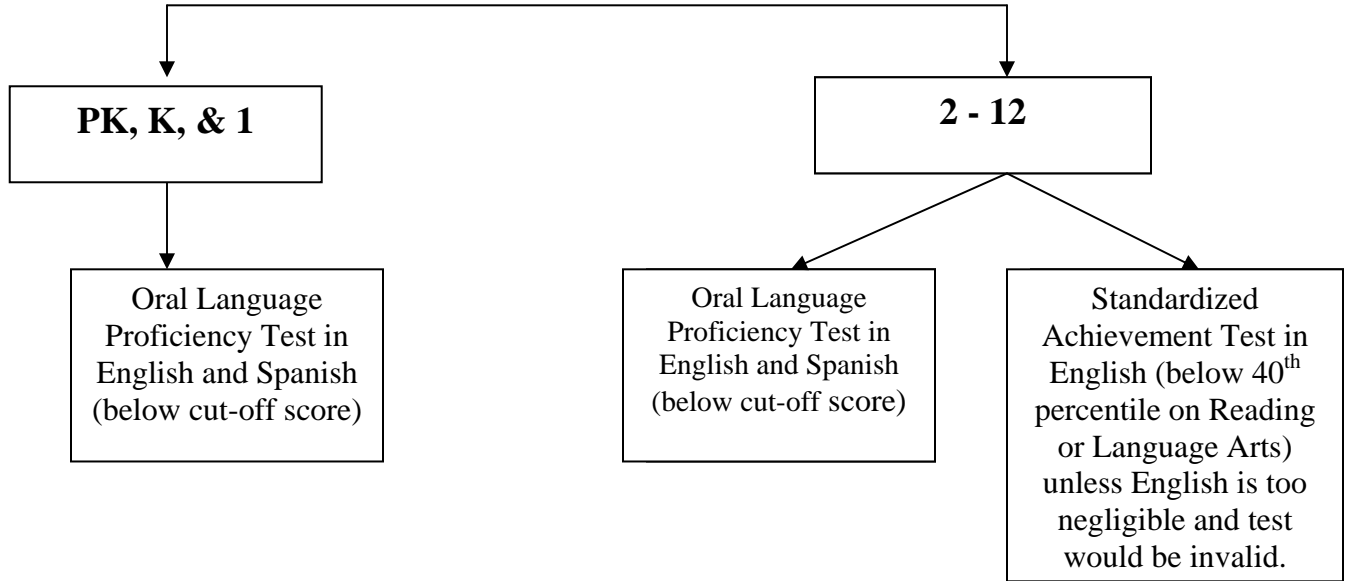 PK, K, & 1
2 - 12
Oral Language
Proficiency Test in
English and Spanish
(below cut-off score)
Oral Language
Proficiency Test in
English and Spanish
(below cut-off score)
Standardized
Achievement Test in
English (below 40th
percentile on Reading
or Language Arts)
unless English is too
negligible and test
would be invalid.